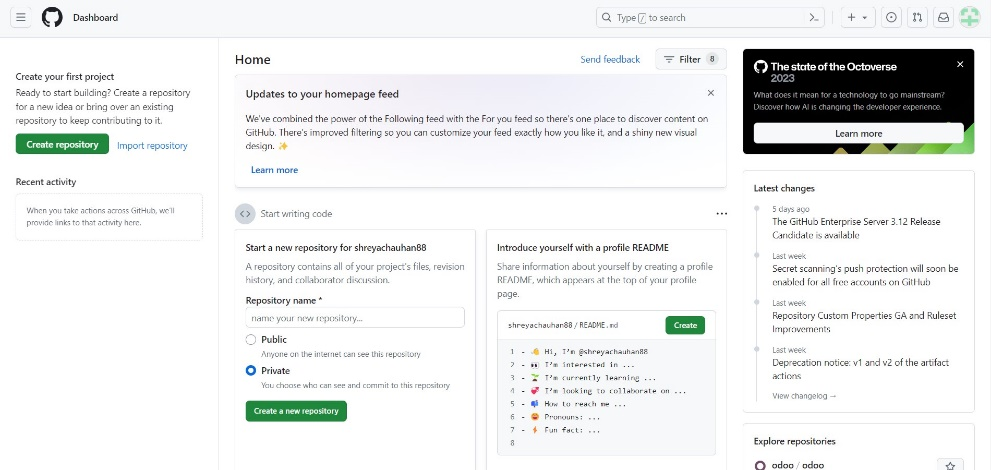 Dashboard
Type / to search
Create your first project
Ready to start building? Create a repository
for a new idea or bring over an existing
repository to keep contributing to it.
Create repository
Import repository
Recent activity
When you take actions across GitHub, we'll
provide links to that activity here.
Home
Send feedback
Filter 8
Updates to your homepage feed
We've combined the power of the Following feed with the For you feed so there's one place to discover content on
GitHub. There's improved filtering so you can customize your feed exactly how you like it, and a shiny new visual
design. ✨
Learn more
Start writing code
Start a new repository for shreyachauhan88
A repository contains all of your project's files, revision
history, and collaborator discussion.
Repository name *
name your new repository...
Public
Anyone on the internet can see this repository
Private
You choose who can see and commit to this repository
Create a new repository
Introduce yourself with a profile README
Share information about yourself by creating a profile
README, which appears at the top of your profile
page.
shreyachauhan88 / README.md
Create
1 - 👋 Hi, I'm @shreyachauhan88
2 - 👀 I'm interested in ...
3 - 🌱 I'm currently learning ...
4 - 💞️ I'm looking to collaborate on ...
5 - 📫 How to reach me ...
6 - 😄 Pronouns: ...
7 - ⚡ Fun fact: ...
8
The state of the Octoverse
2023
What does it mean for a technology to go mainstream?
Discover how AI is changing the developer experience.
Learn more
Latest changes
5 days ago
The GitHub Enterprise Server 3.12 Release
Candidate is available
Last week
Secret scanning's push protection will soon be
enabled for all free accounts on GitHub
Last week
Repository Custom Properties GA and Ruleset
Improvements
Last week
Deprecation notice: v1 and v2 of the artifact
actions
View changelog →
Explore repositories
odoo / odoo